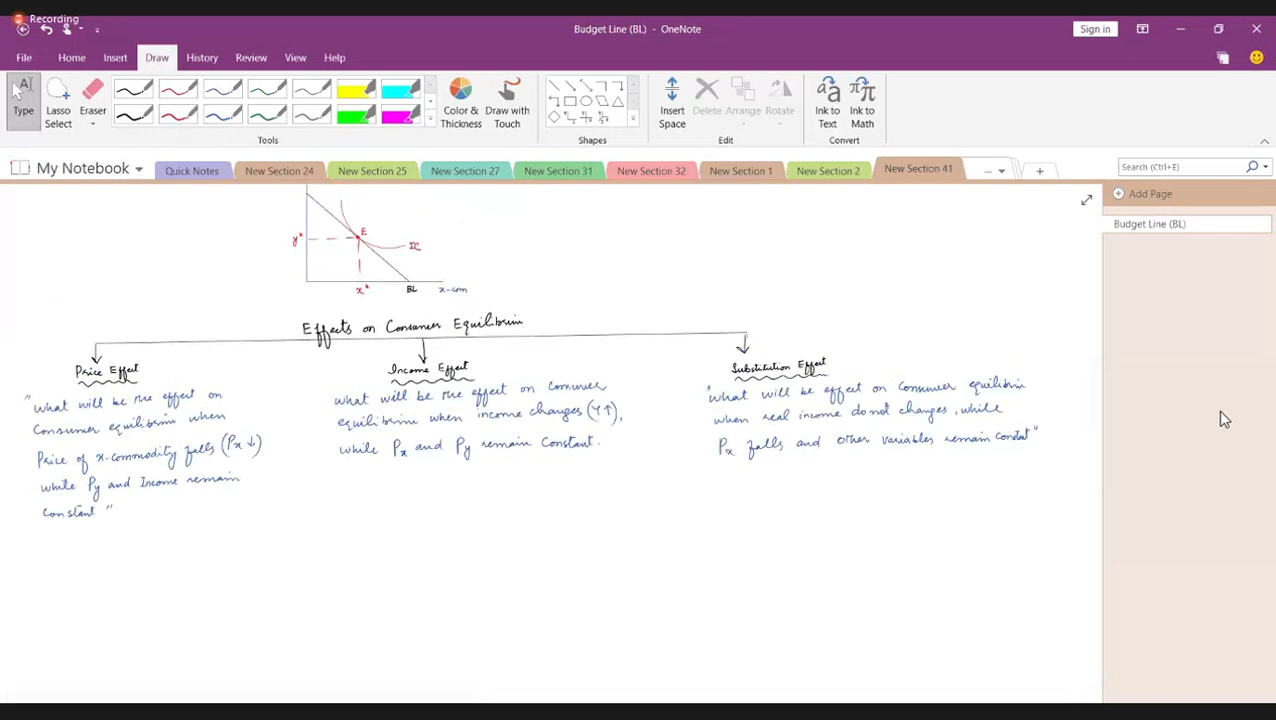 Recording
Budget Line (BL) - OneNote
Sign in
File
Home
Insert
Draw
History
Review
View
Help
Type
Lasso
Select
Eraser
Color &
Thickness
Draw with
Touch
Insert
Space
Delete
Arrange
Rotate
Ink to
Text
Ink to
Math
Tools
Shapes
Edit
Convert
My Notebook
Quick Notes
New Section 24
New Section 25
New Section 27
New Section 31
New Section 32
New Section 1
New Section 2
New Section 41
Search (Ctrl+E)
Add Page
Budget Line (BL)
E
y*
IC
x*
BL
x-com
Effects on Consumer Equilibrim
Price Effect
"What will be the effect on
Consumer equilibrim when
Price of x-commodity falls (Px ↓)
while Py and Income remain
constant "
Income Effect
what will be the effect on Consumer
equilibrim when income changes (Y↑),
while Px and Py remain Constant.
Substitution Effect
"what will be effect on Consumer equilibrim
when real income do not changes, while
Px falls and other variables remain constant"